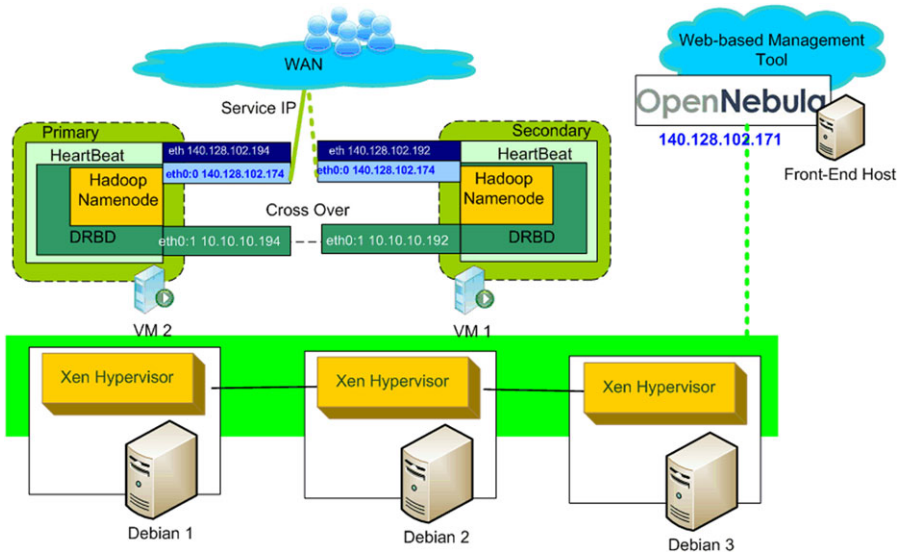 WAN
Web-based Management
Tool
OpenNebula
140.128.102.171
Front-End Host
Service IP
Primary
HeartBeat
eth 140.128.102.194
eth0:0 140.128.102.174
Hadoop
Namenode
DRBD
eth0:1 10.10.10.194
Cross Over
Secondary
HeartBeat
eth 140.128.102.192
eth0:0 140.128.102.174
Hadoop
Namenode
DRBD
eth0:1 10.10.10.192
VM 2
VM 1
Xen Hypervisor
Xen Hypervisor
Xen Hypervisor
Debian 1
Debian 2
Debian 3